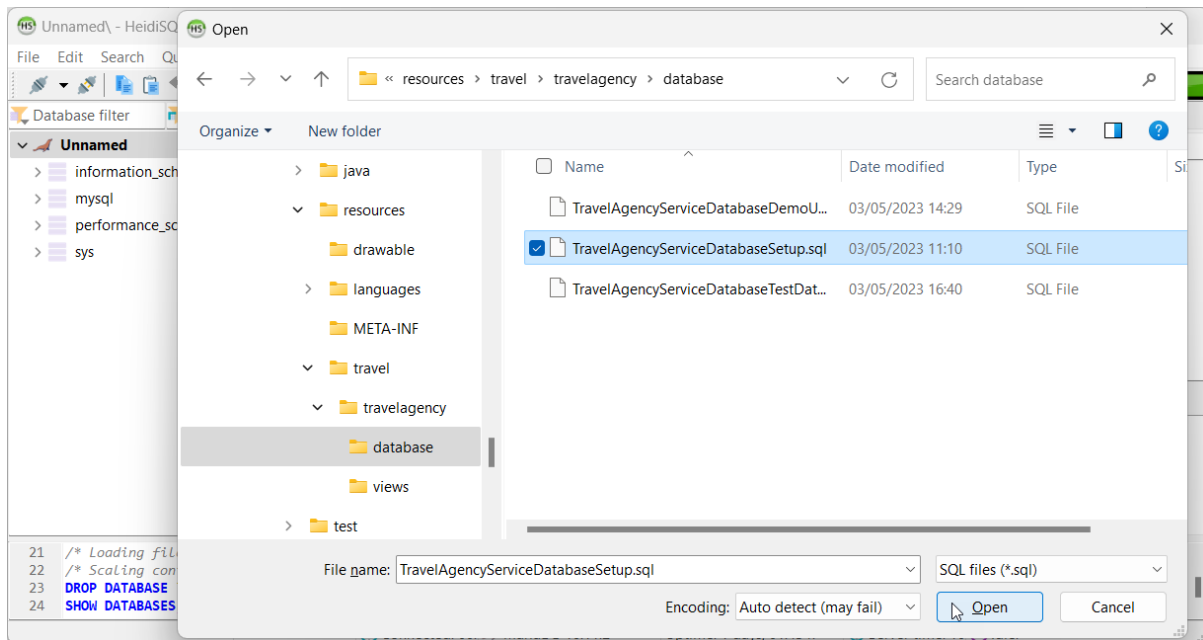 Unnamed\ - HeidiSQ
File Edit Search Qu
Database filter
Unnamed
information_sch
mysql
performance_sc
sys
21 /* Loading fil
22 /* Scaling con
23 DROP DATABASE
24 SHOW DATABASES
HS Open
« resources > travel > travelagency > database
Search database
Organize New folder
java
resources
drawable
languages
META-INF
travel
travelagency
database
views
test
Name Date modified Type Si
TravelAgencyServiceDatabaseDemoU... 03/05/2023 14:29 SQL File
TravelAgencyServiceDatabaseSetup.sql 03/05/2023 11:10 SQL File
TravelAgencyServiceDatabaseTestDat... 03/05/2023 16:40 SQL File
File name: TravelAgencyServiceDatabaseSetup.sql SQL files (*.sql)
Encoding: Auto detect (may fail) Open Cancel